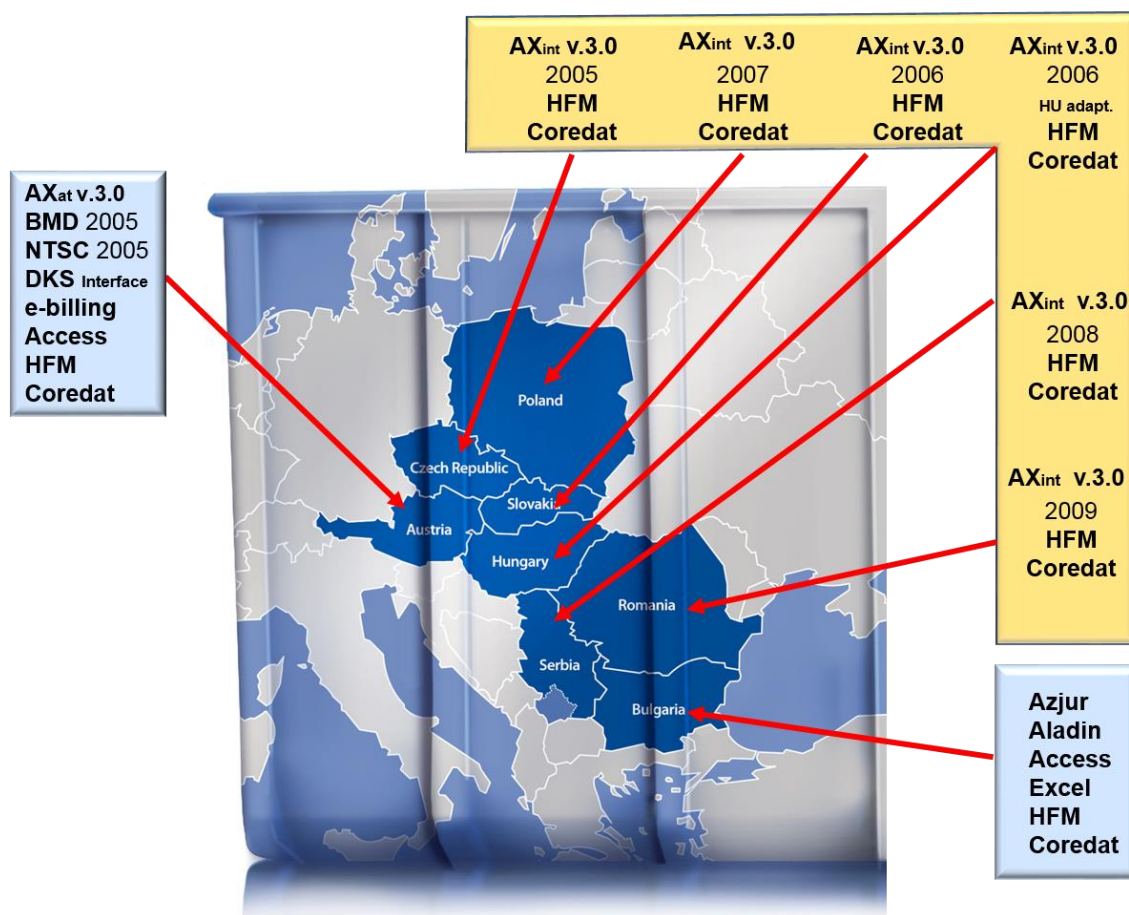 AXint v.3.0
2005
HFM
Coredat
AXint v.3.0
2007
HFM
Coredat
AXint v.3.0
2006
HFM
Coredat
AXint v.3.0
2006
HU adapt.
HFM
Coredat
AXat v.3.0
BMD 2005
NTSC 2005
DKS Interface
e-billing
Access
HFM
Coredat
AXint v.3.0
2008
HFM
Coredat
AXint v.3.0
2009
HFM
Coredat
Poland
Czech Republic
Slovakia
Austria
Hungary
Romania
Serbia
Bulgaria
Azjur
Aladin
Access
Excel
HFM
Coredat